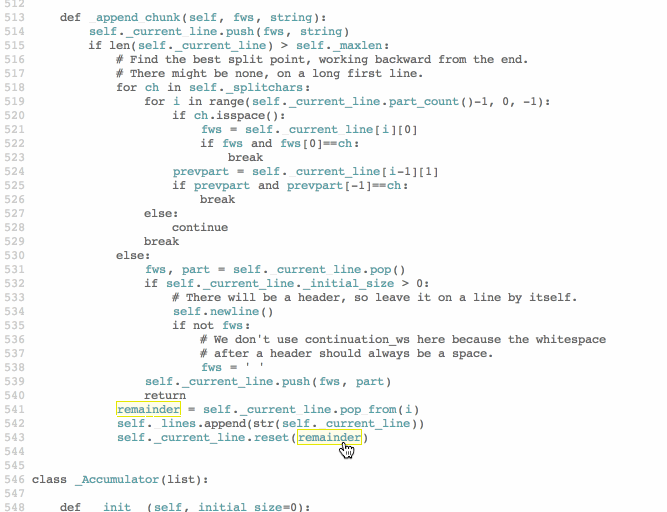 512
513 def _append_chunk(self, fws, string):
514 self._current_line.push(fws, string)
515 if len(self._current_line) > self._maxlen:
516 # Find the best split point, working backward from the end.
517 # There might be none, on a long first line.
518 for ch in self._splitchars:
519 for i in range(self._current_line.part_count()-1, 0, -1):
520 if ch.isspace():
521 fws = self._current_line[i][0]
522 if fws and fws[0]==ch:
523 break
524 prevpart = self._current_line[i-1][1]
525 if prevpart and prevpart[-1]==ch:
526 break
527 else:
528 continue
529 break
530 else:
531 fws, part = self._current_line.pop()
532 if self._current_line._initial_size > 0:
533 # There will be a header, so leave it on a line by itself.
534 self.newline()
535 if not fws:
536 # We don't use continuation_ws here because the whitespace
537 # after a header should always be a space.
538 fws = ' '
539 self._current_line.push(fws, part)
540 return
541 remainder = self._current_line.pop_from(i)
542 self._lines.append(str(self._current_line))
543 self._current_line.reset(remainder)
544
545
546 class _Accumulator(list):
547
548 def __init__(self, initial_size=0):